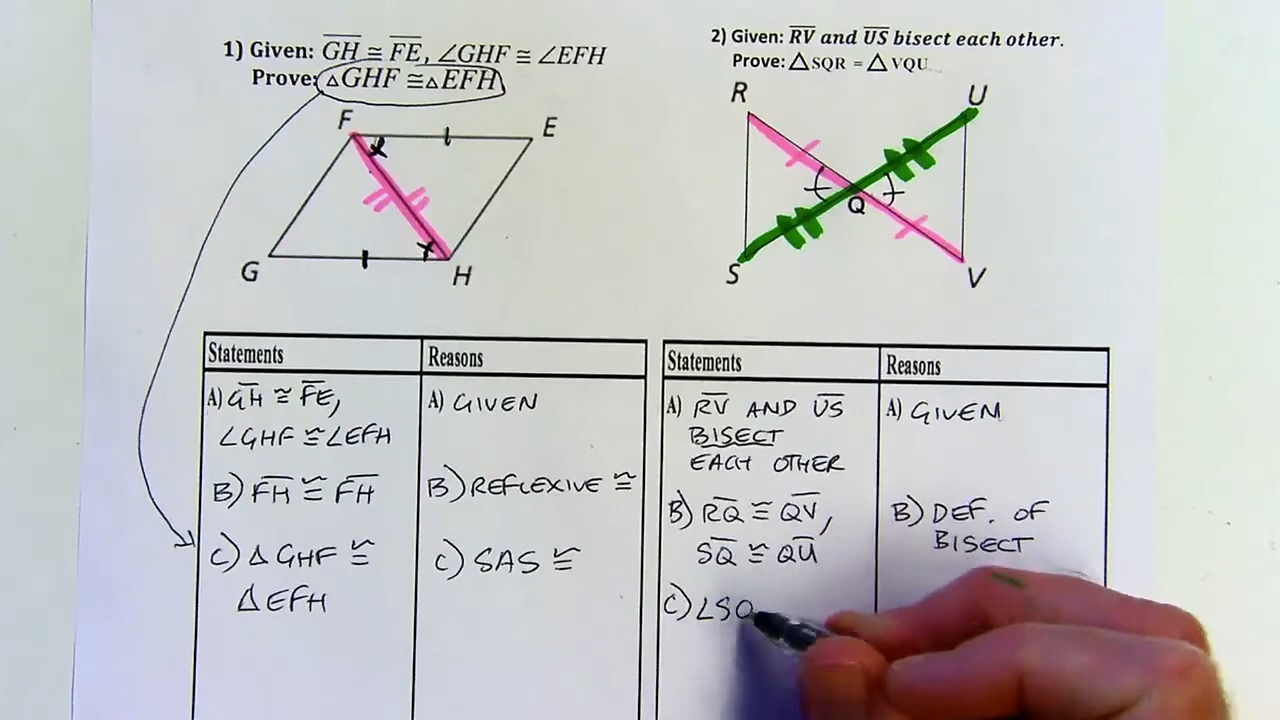 1) Given: GH ≅ FE, ∠GHF ≅ ∠EFH
Prove: △GHF ≅ △EFH
F
E
G
H
Statements
Reasons
A) GH ≅ FE,
∠GHF ≅ ∠EFH
A) GIVEN
B) FH ≅ FH
B) REFLEXIVE ≅
C) △ GHF ≅
△ EFH
C) SAS ≅
2) Given: RV and US bisect each other.
Prove: △SQR = △VQU
R
U
Q
S
V
Statements
Reasons
A) RV AND US
BISECT
EACH OTHER
A) GIVEN
B) RQ ≅ QV,
SQ ≅ QU
B) DEF. OF
BISECT
C) ∠SQ